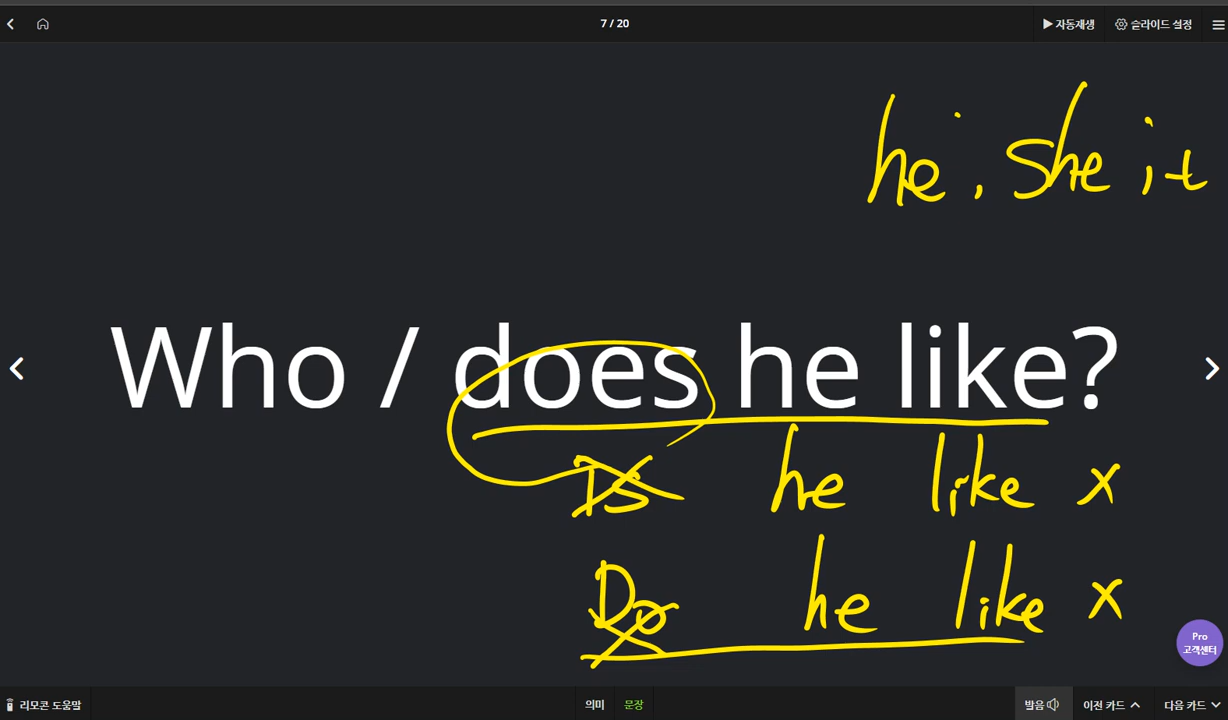 7 / 20
자동재생
슬라이드 설정
he, she it
Who / does he like?
Is he like x
Do he like x
Pro
고객센터
리모콘 도움말
의미
문장
발음
이전 카드
다음 카드